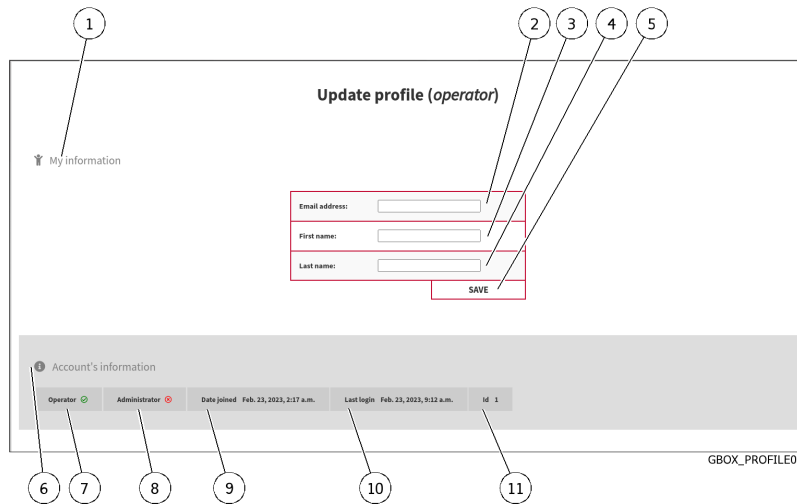 1
2 3 4 5
Update profile (operator)
My information
Email address:
First name:
Last name:
SAVE
Account's information
Operator Administrator Date joined Feb. 23, 2023, 2:17 a.m. Last login Feb. 23, 2023, 9:12 a.m. Id 1
GBOX_PROFILE0
6 7 8 9 10 11